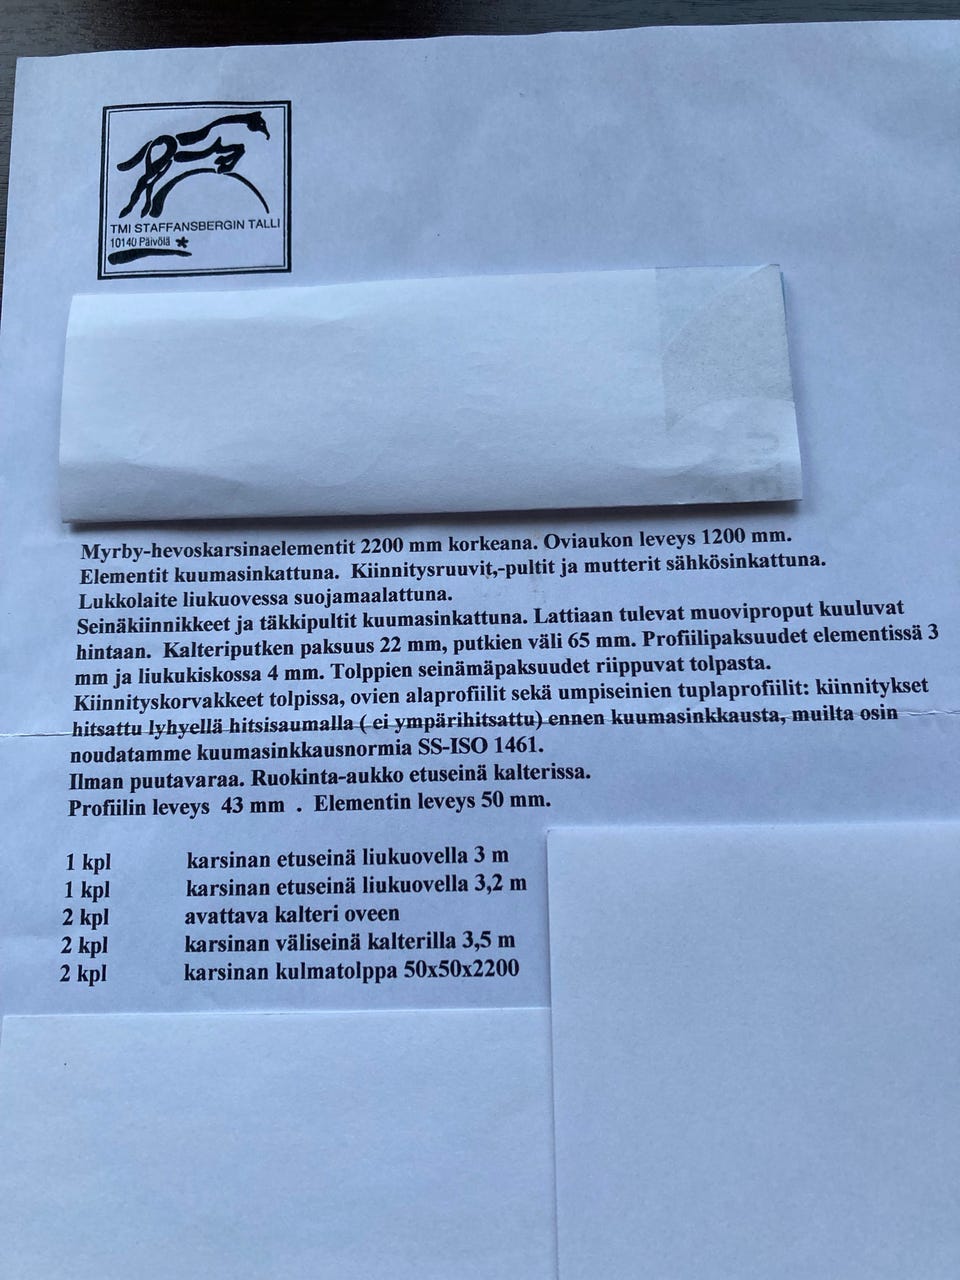 TMI STAFFANSBERGIN TALLI
10140 Päivölä *
Myrby-hevoskarsinaelementit 2200 mm korkeana. Oviaukon leveys 1200 mm.
Elementit kuumasinkattuna. Kiinnitysruuvit,-pultit ja mutterit sähkösinkattuna.
Lukkolaite liukuovessa suojamaalattuna.
Seinäkiinnikkeet ja täkkipultit kuumasinkattuna. Lattiaan tulevat muoviproput kuuluvat
hintaan. Kalteriputken paksuus 22 mm, putkien väli 65 mm. Profiilipaksuudet elementissä 3
mm ja liukukiskossa 4 mm. Tolppien seinämäpaksuudet riippuvat tolpasta.
Kiinnityskorvakkeet tolpissa, ovien alaprofiilit sekä umpiseinien tuplaprofiilit: kiinnitykset
hitsattu lyhyellä hitsisaumalla ( ei ympärihitsattu) ennen kuumasinkkausta, muilta osin
noudatamme kuumasinkkausnormia SS-ISO 1461.
Ilman puutavaraa. Ruokinta-aukko etuseinä kalterissa.
Profiilin leveys 43 mm . Elementin leveys 50 mm.
1 kpl karsinan etuseinä liukuovella 3 m
1 kpl karsinan etuseinä liukuovella 3,2 m
2 kpl avattava kalteri oveen
2 kpl karsinan väliseinä kalterilla 3,5 m
2 kpl karsinan kulmatolppa 50x50x2200